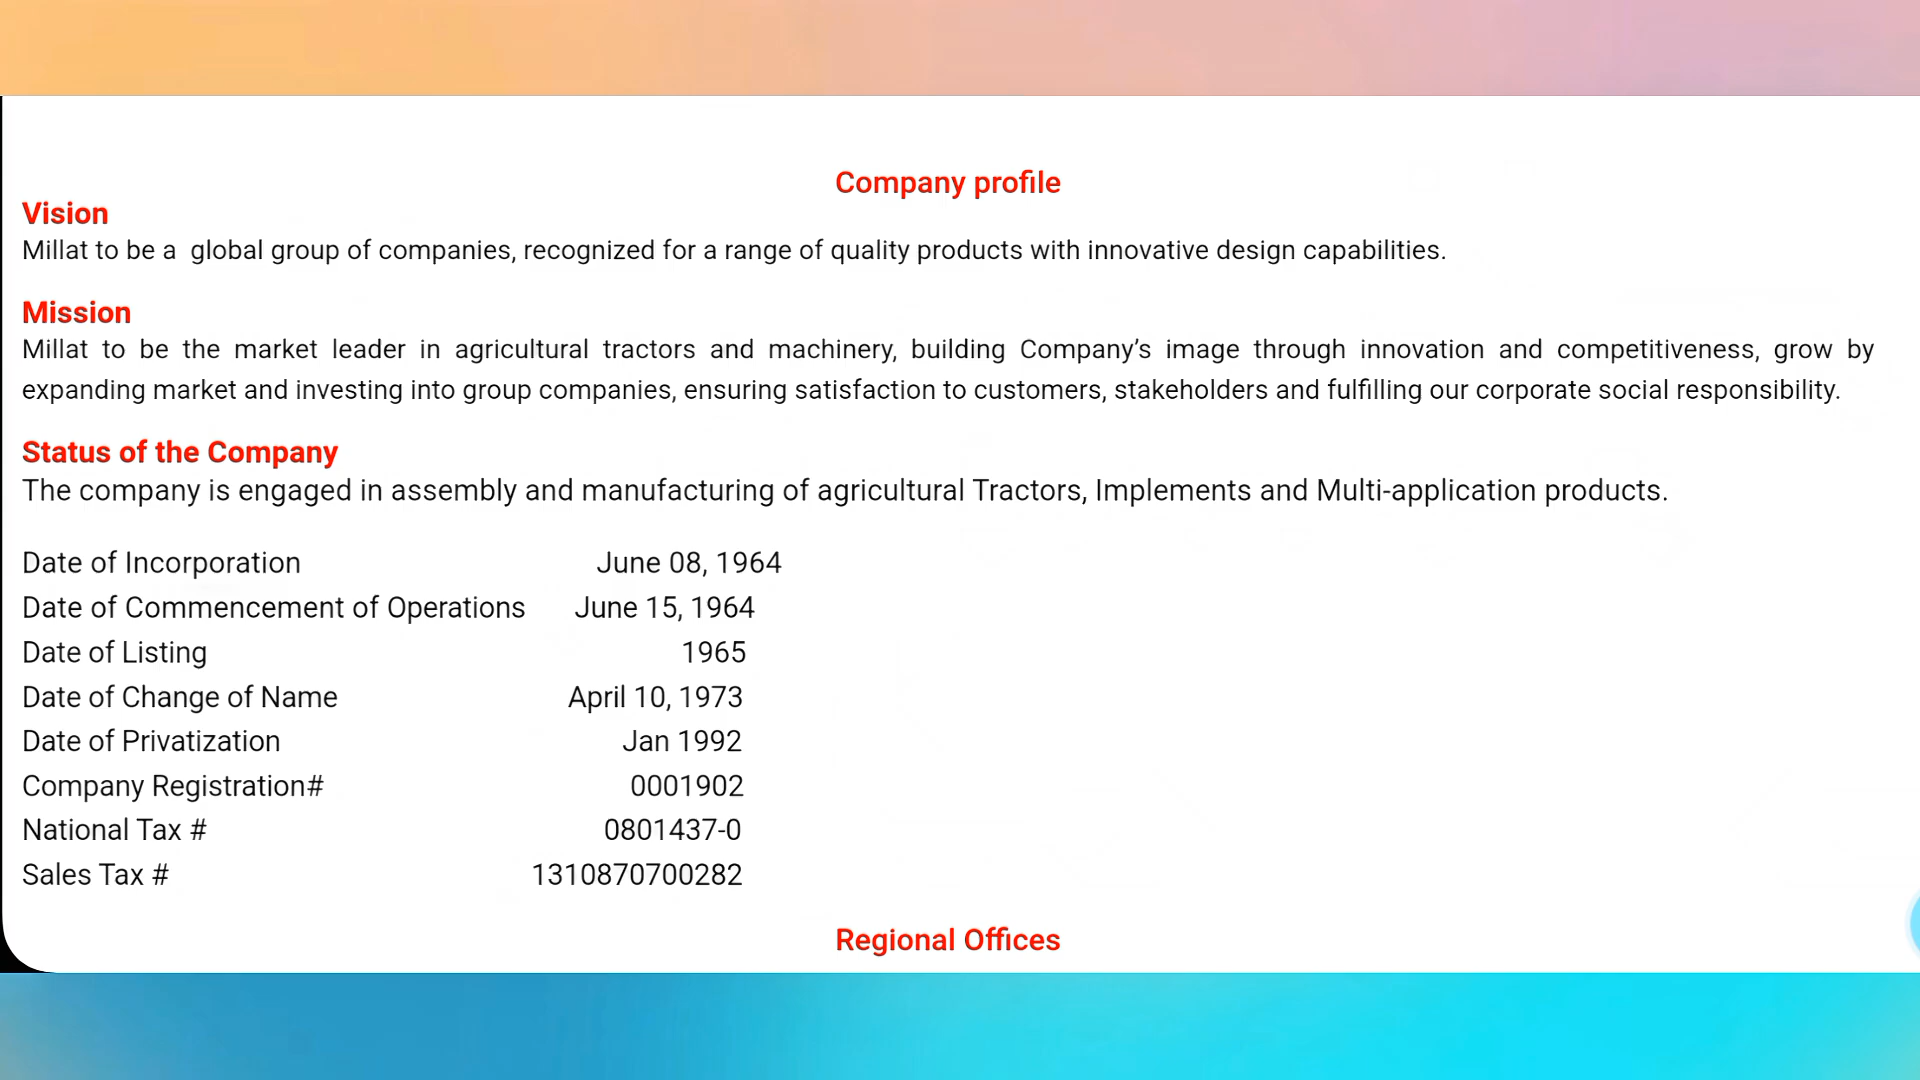 Company profile
Vision
Millat to be a global group of companies, recognized for a range of quality products with innovative design capabilities.
Mission
Millat to be the market leader in agricultural tractors and machinery, building Company’s image through innovation and competitiveness, grow by
expanding market and investing into group companies, ensuring satisfaction to customers, stakeholders and fulfilling our corporate social responsibility.
Status of the Company
The company is engaged in assembly and manufacturing of agricultural Tractors, Implements and Multi-application products.
Date of Incorporation June 08, 1964
Date of Commencement of Operations June 15, 1964
Date of Listing 1965
Date of Change of Name April 10, 1973
Date of Privatization Jan 1992
Company Registration# 0001902
National Tax # 0801437-0
Sales Tax # 1310870700282
Regional Offices